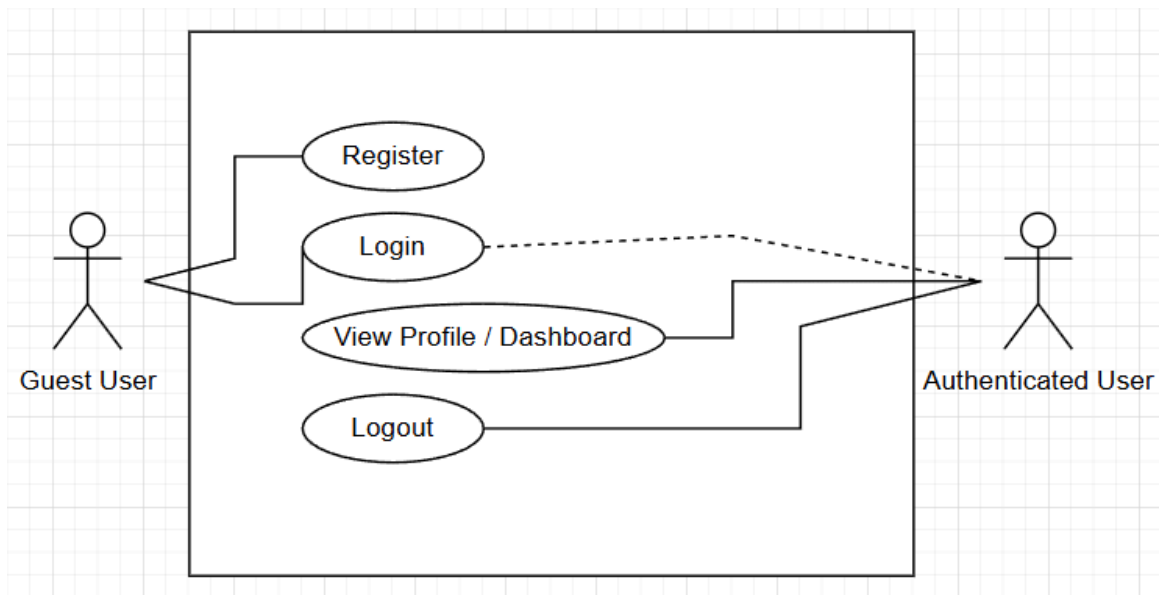 Register
Login
View Profile / Dashboard
Logout
Guest User
Authenticated User